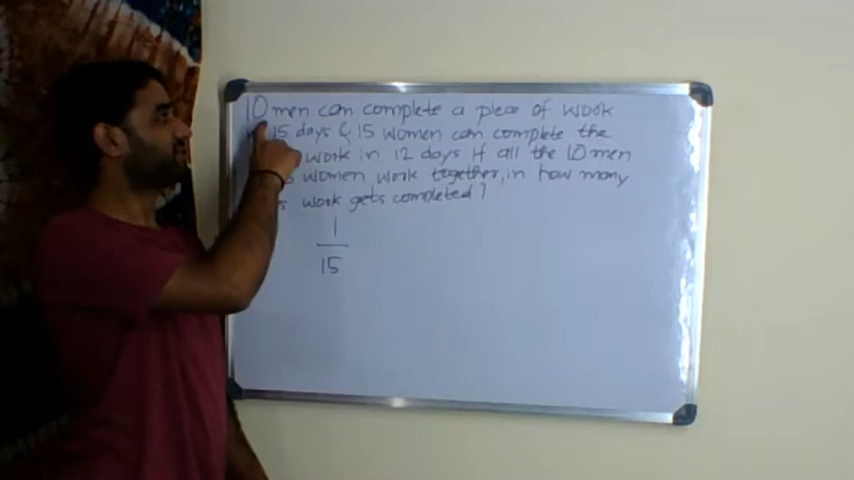 10 men can complete a piece of work
15 days & 15 women can complete the
work in 12 days if all the 10 men
women work together, in how many
work gets completed?
1
15